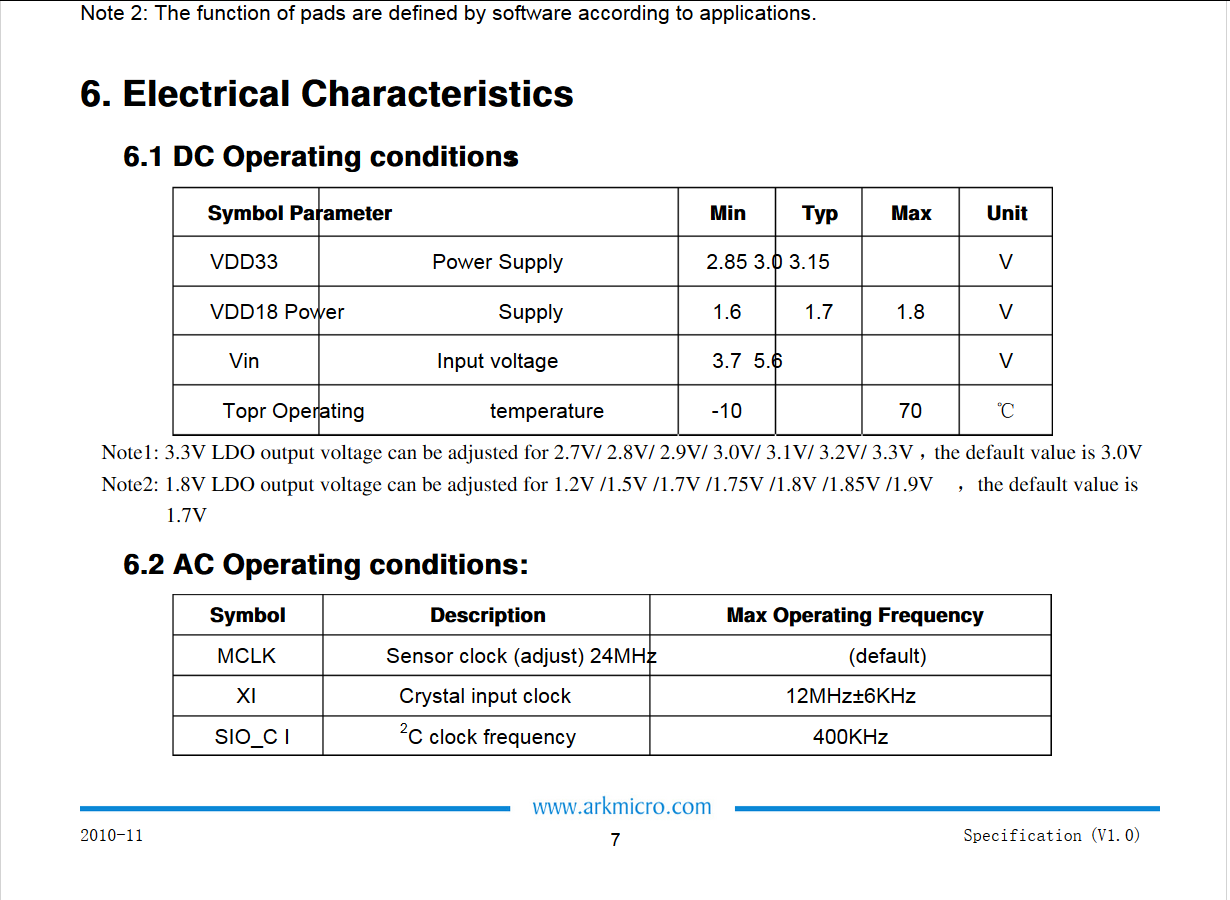 Note 2: The function of pads are defined by software according to applications.
6. Electrical Characteristics
6.1 DC Operating conditions
Symbol Parameter Min Typ Max Unit
VDD33 Power Supply 2.85 3.0 3.15 V
VDD18 Power Supply 1.6 1.7 1.8 V
Vin Input voltage 3.7 5.6 V
Topr Operating temperature -10 70 ℃
Note1: 3.3V LDO output voltage can be adjusted for 2.7V/ 2.8V/ 2.9V/ 3.0V/ 3.1V/ 3.2V/ 3.3V，the default value is 3.0V
Note2: 1.8V LDO output voltage can be adjusted for 1.2V /1.5V /1.7V /1.75V /1.8V /1.85V /1.9V ，the default value is
1.7V
6.2 AC Operating conditions:
Symbol Description Max Operating Frequency
MCLK Sensor clock (adjust) 24MHz (default)
XI Crystal input clock 12MHz±6KHz
SIO_C I ²C clock frequency 400KHz
www.arkmicro.com
2010-11 7 Specification (V1.0)